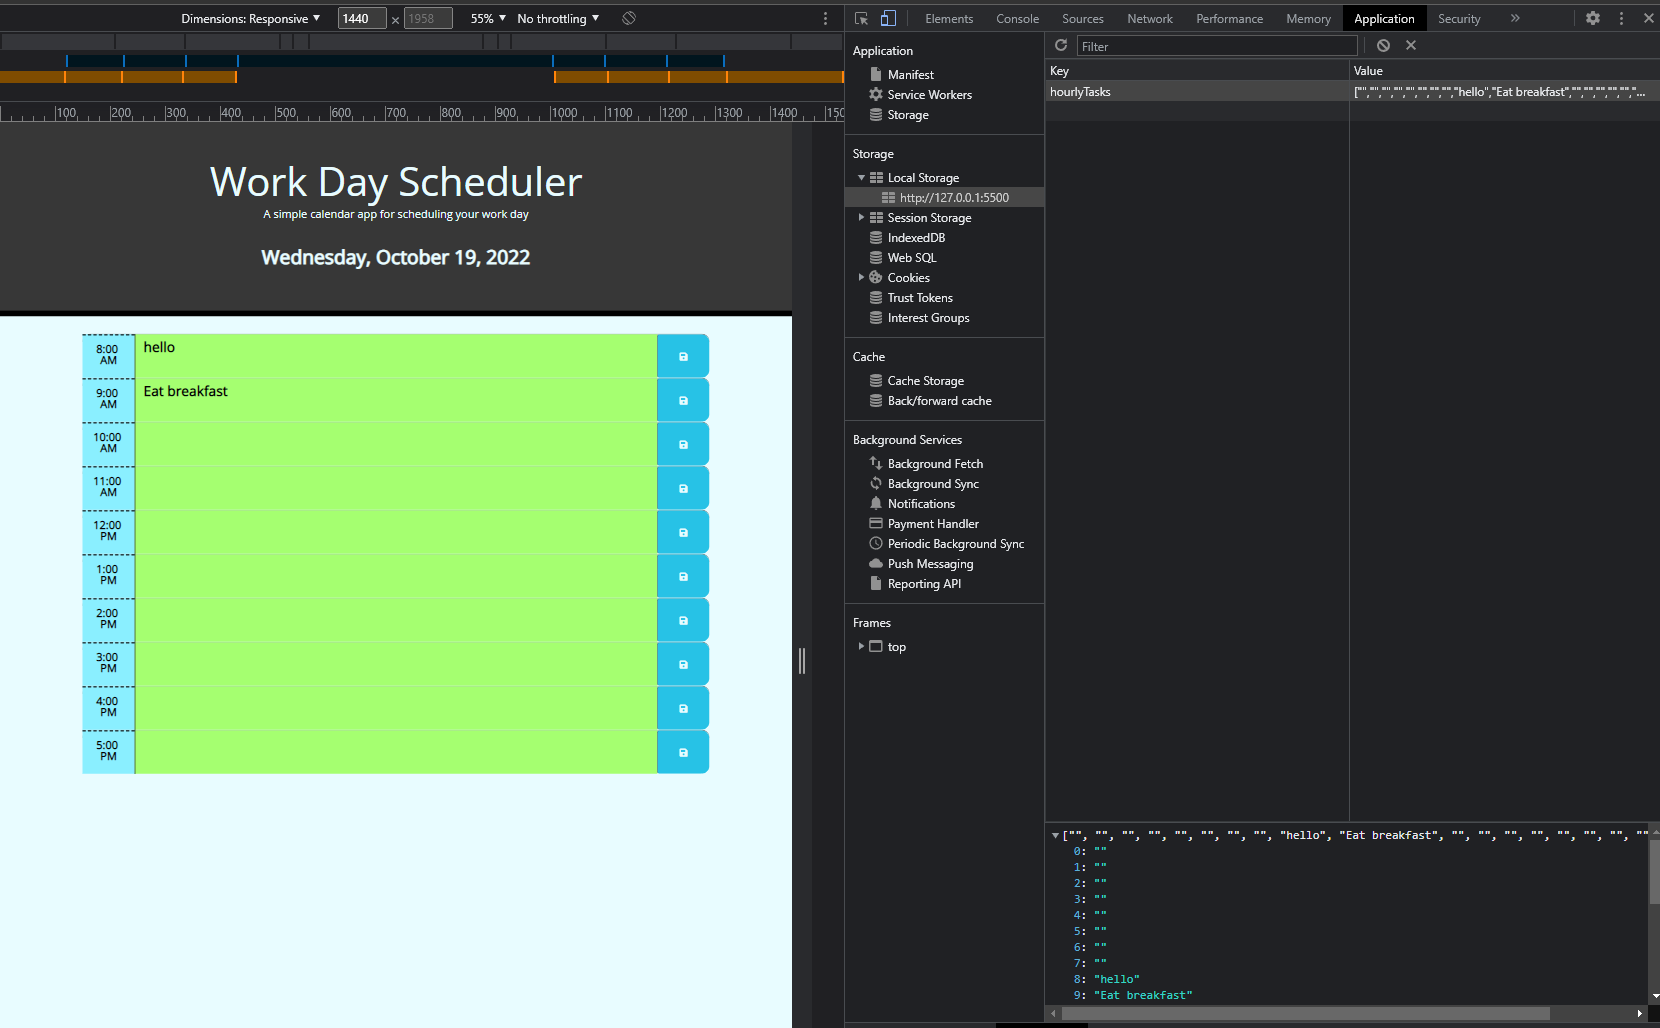 Dimensions: Responsive ▼ 1440 × 1958 55% ▼ No throttling ▼
100 200 300 400 500 600 700 800 900 1000 1100 1200 1300 1400
Work Day Scheduler
A simple calendar app for scheduling your work day
Wednesday, October 19, 2022
8:00
AM
hello
9:00
AM
Eat breakfast
10:00
AM
11:00
AM
12:00
PM
1:00
PM
2:00
PM
3:00
PM
4:00
PM
5:00
PM
Elements Console Sources Network Performance Memory Application Security »
Application
Manifest
Service Workers
Storage
Storage
Local Storage
http://127.0.0.1:5500
Session Storage
IndexedDB
Web SQL
Cookies
Trust Tokens
Interest Groups
Cache
Cache Storage
Back/forward cache
Background Services
Background Fetch
Background Sync
Notifications
Payment Handler
Periodic Background Sync
Push Messaging
Reporting API
Frames
top
Filter
Key Value
hourlyTasks ["","","","","","","","","hello","Eat breakfast","","","","","",…
["", "", "", "", "", "", "", "", "hello", "Eat breakfast", "", "", "", "", "", "", "", ""
0: ""
1: ""
2: ""
3: ""
4: ""
5: ""
6: ""
7: ""
8: "hello"
9: "Eat breakfast"